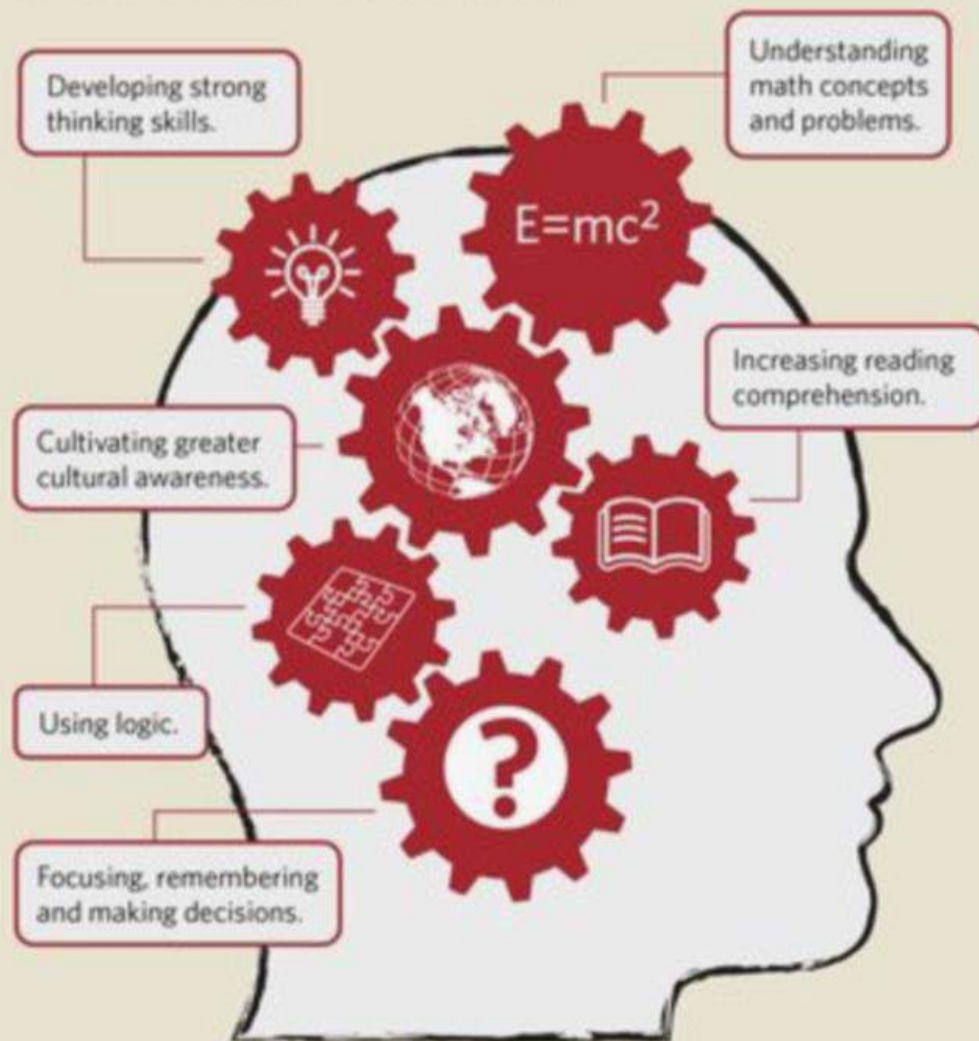 Developing strong
thinking skills.
Understanding
math concepts
and problems.
E=mc²
Increasing reading
comprehension.
Cultivating greater
cultural awareness.
Using logic.
?
Focusing, remembering
and making decisions.